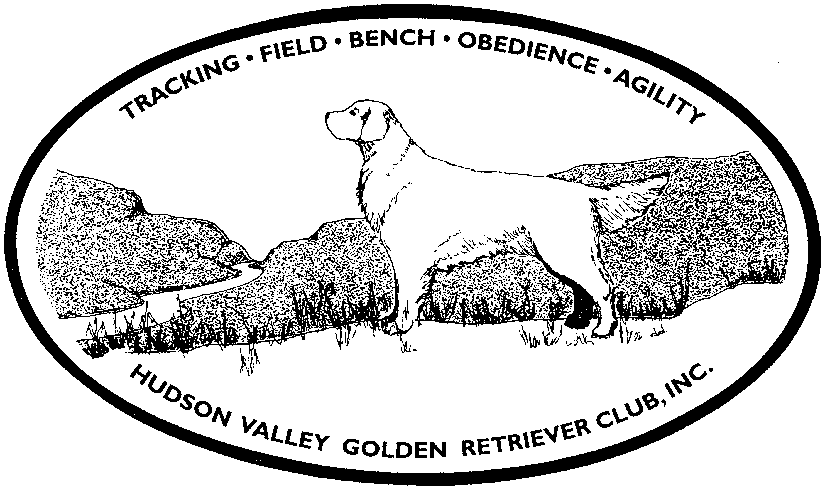 TRACKING • FIELD • BENCH • OBEDIENCE • AGILITY
HUDSON VALLEY GOLDEN RETRIEVER CLUB, INC.